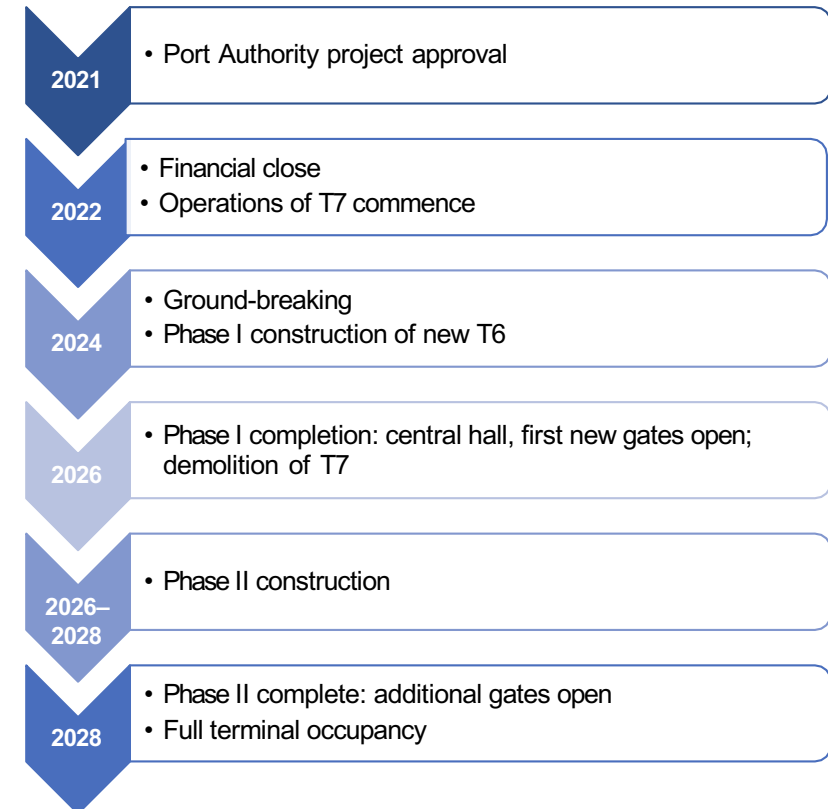 2021
• Port Authority project approval
2022
• Financial close
• Operations of T7 commence
2024
• Ground-breaking
• Phase I construction of new T6
2026
• Phase I completion: central hall, first new gates open;
demolition of T7
2026–
2028
• Phase II construction
2028
• Phase II complete: additional gates open
• Full terminal occupancy